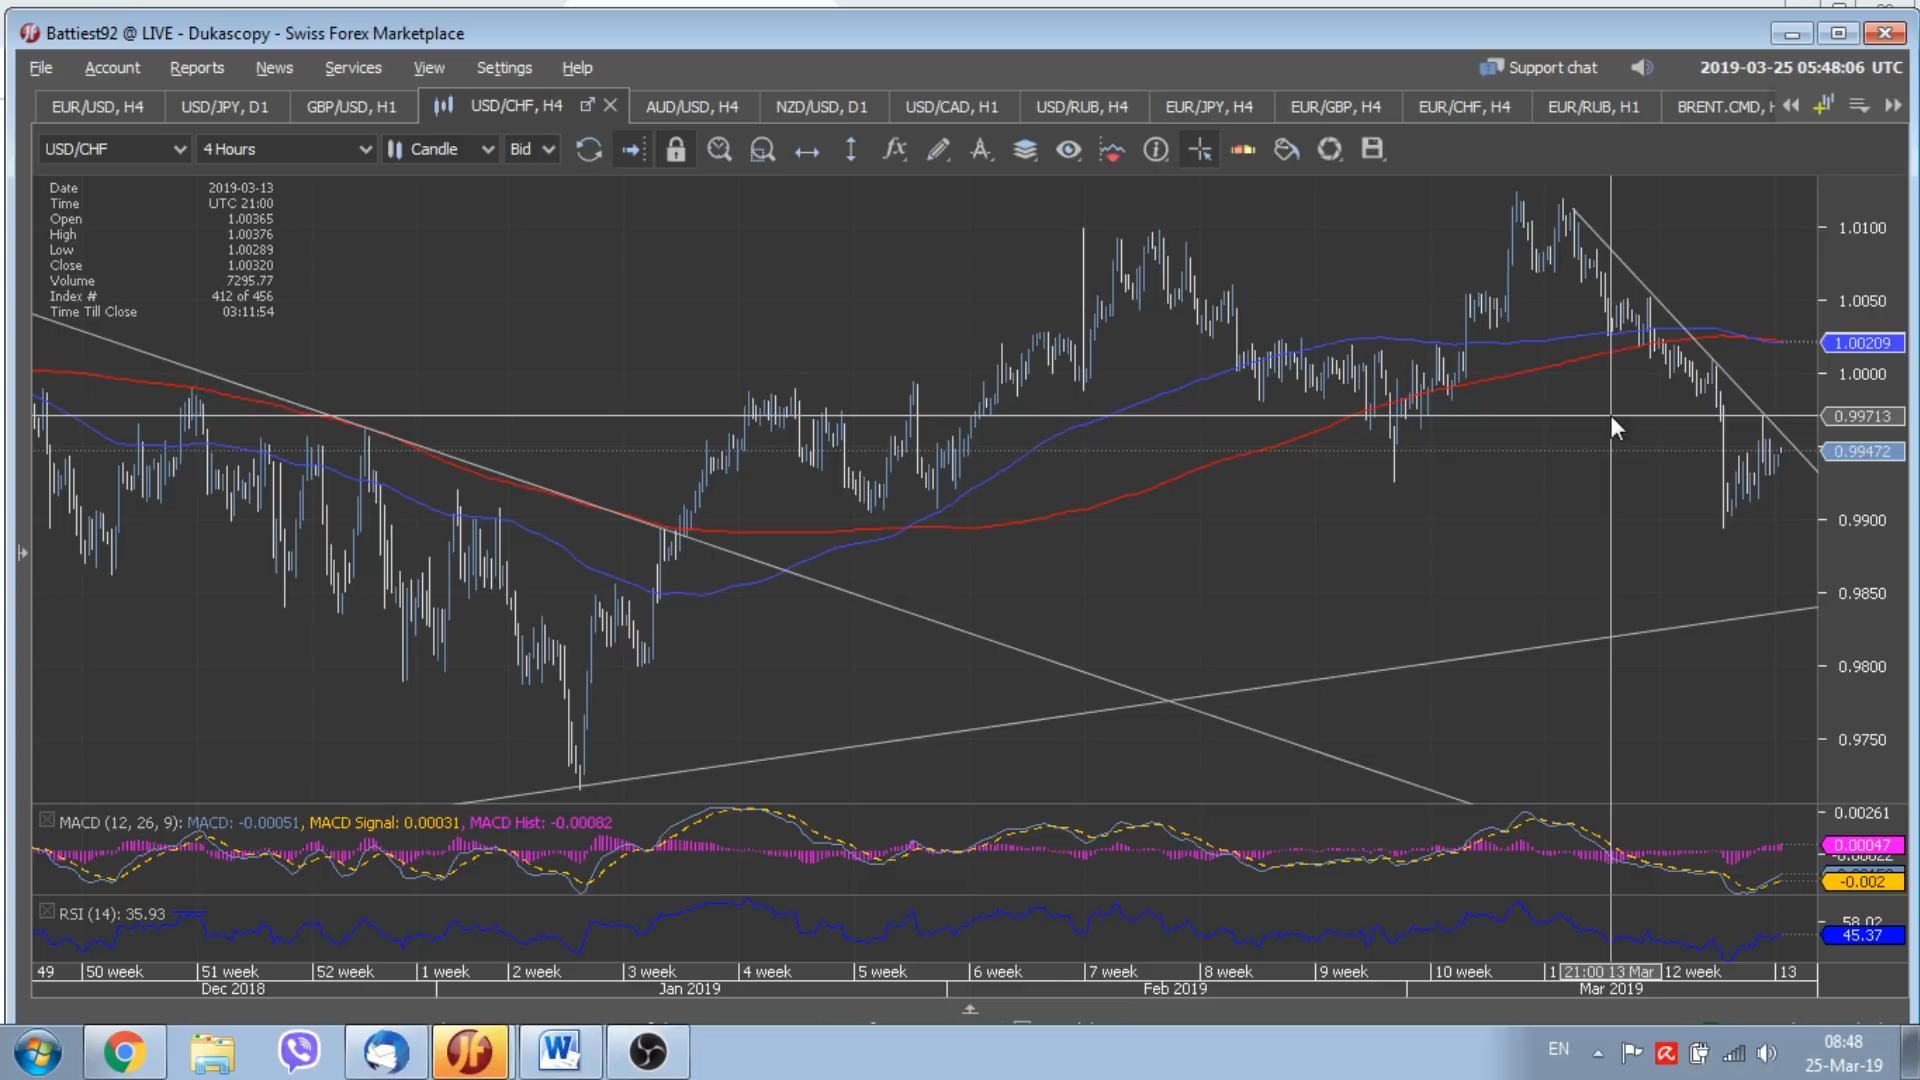 Battiest92 @ LIVE - Dukascopy - Swiss Forex Marketplace
File Account Reports News Services View Settings Help Support chat 2019-03-25 05:48:06 UTC
EUR/USD, H4 USD/JPY, D1 GBP/USD, H1 USD/CHF, H4 AUD/USD, H4 NZD/USD, D1 USD/CAD, H1 USD/RUB, H4 EUR/JPY, H4 EUR/GBP, H4 EUR/CHF, H4 EUR/RUB, H1 BRENT.CMD,
USD/CHF 4 Hours Candle Bid
Date 2019-03-13
Time UTC 21:00
Open 1.00365
High 1.00376
Low 1.00289
Close 1.00320
Volume 7295.77
Index # 412 of 456
Time Till Close 03:11:54
1.0100
1.0050
1.00209
1.0000
0.99713
0.99472
0.9900
0.9850
0.9800
0.9750
MACD (12, 26, 9): MACD: -0.00051, MACD Signal: 0.00031, MACD Hist: -0.00082
0.00261
0.00047
-0.00022
-0.002
RSI (14): 35.93
58.02
45.37
49 50 week 51 week 52 week 1 week 2 week 3 week 4 week 5 week 6 week 7 week 8 week 9 week 10 week 1 21:00 13 Mar 12 week 13
Dec 2018 Jan 2019 Feb 2019 Mar 2019
EN 08:48
25-Mar-19